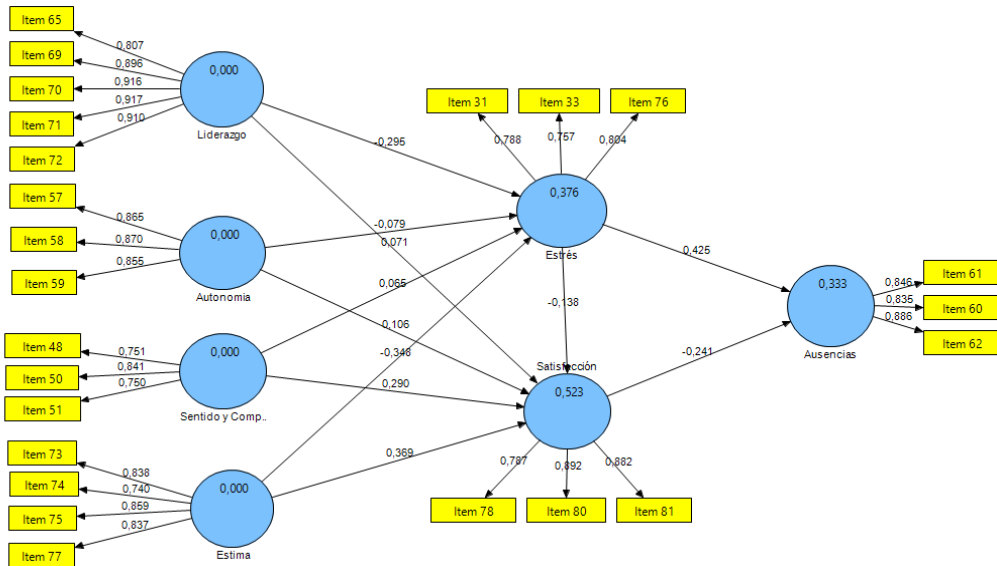 Item 65
0,807
Item 69
0,896
Item 70
0,916
Item 71
0,917
Item 72
0,910
0,000
Liderazgo
Item 57
0,865
Item 58
0,870
Item 59
0,855
0,000
Autonomia
Item 48
0,751
Item 50
0,841
Item 51
0,750
0,000
Sentido y Comp..
Item 73
0,838
Item 74
0,740
Item 75
0,859
Item 77
0,837
0,000
Estima
-0,295
-0,079
0,071
0,065
0,106
-0,348
0,290
0,369
Item 31
Item 33
Item 76
0,788
0,757
0,804
0,376
Estrés
-0,138
Satisfacción
0,523
0,787
0,892
0,882
Item 78
Item 80
Item 81
0,425
-0,241
0,333
Ausencias
0,846
Item 61
0,835
Item 60
0,886
Item 62